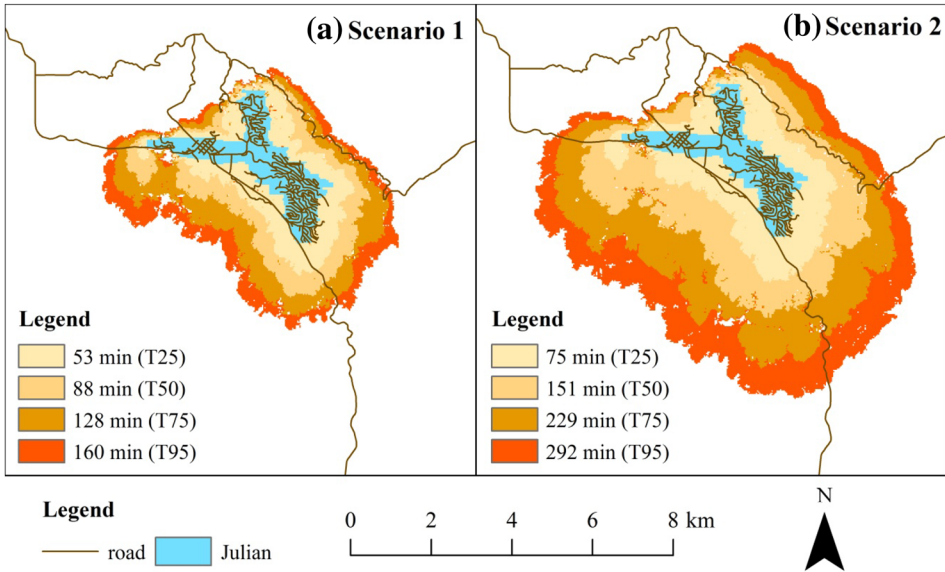 (a) Scenario 1
Legend
53 min (T25)
88 min (T50)
128 min (T75)
160 min (T95)
(b) Scenario 2
Legend
75 min (T25)
151 min (T50)
229 min (T75)
292 min (T95)
Legend
road
Julian
0 2 4 6 8 km
N